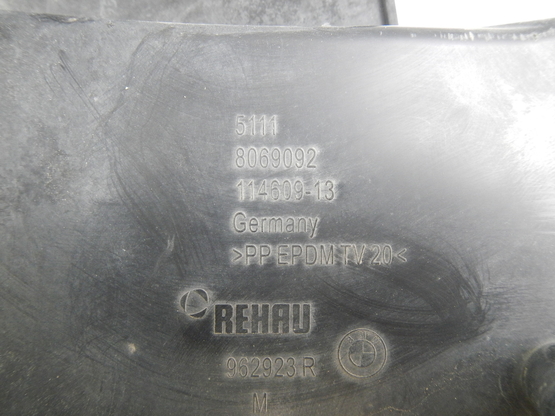 5111
8069092
114609-13
Germany
>PP EPDM TV 20<
REHAU
962923 R
M